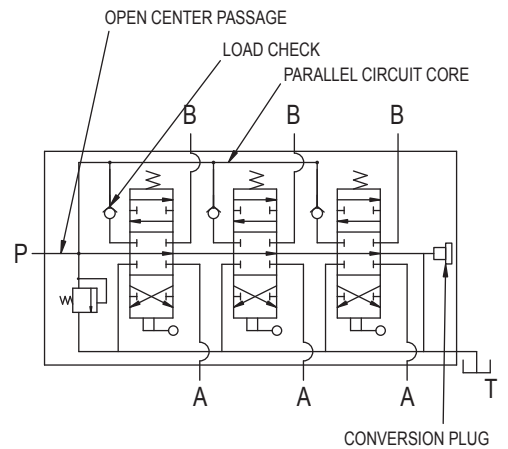 OPEN CENTER PASSAGE
LOAD CHECK
PARALLEL CIRCUIT CORE
B B B
P
A A A
T
CONVERSION PLUG